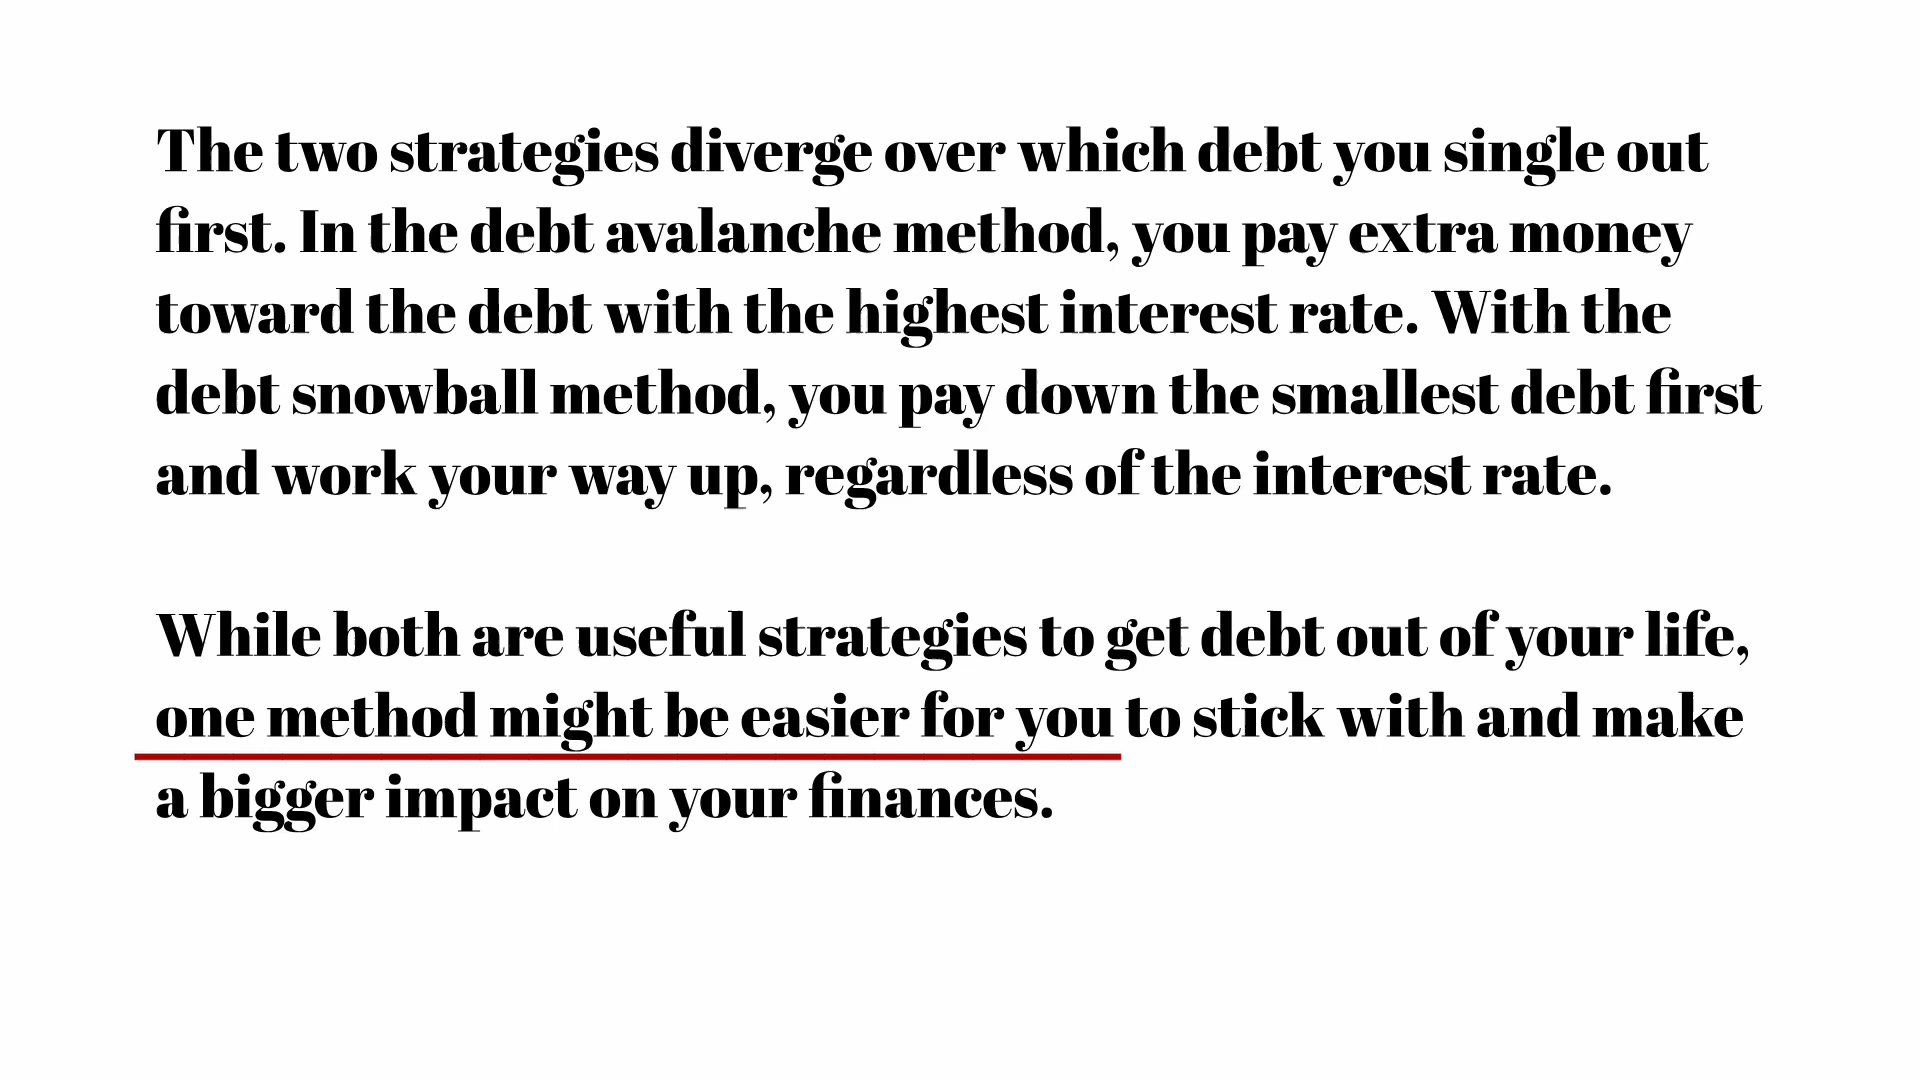 The two strategies diverge over which debt you single out
first. In the debt avalanche method, you pay extra money
toward the debt with the highest interest rate. With the
debt snowball method, you pay down the smallest debt first
and work your way up, regardless of the interest rate.
While both are useful strategies to get debt out of your life,
one method might be easier for you to stick with and make
a bigger impact on your finances.